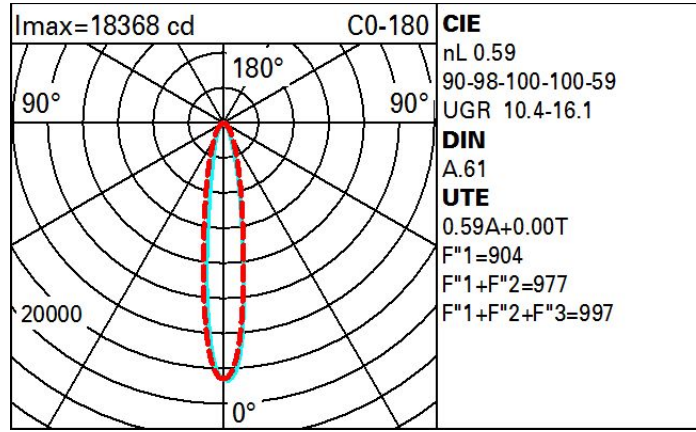 Imax=18368 cd C0-180
180°
90° 90°
20000
0°
CIE
nL 0.59
90-98-100-100-59
UGR 10.4-16.1
DIN
A.61
UTE
0.59A+0.00T
F"1=904
F"1+F"2=977
F"1+F"2+F"3=997